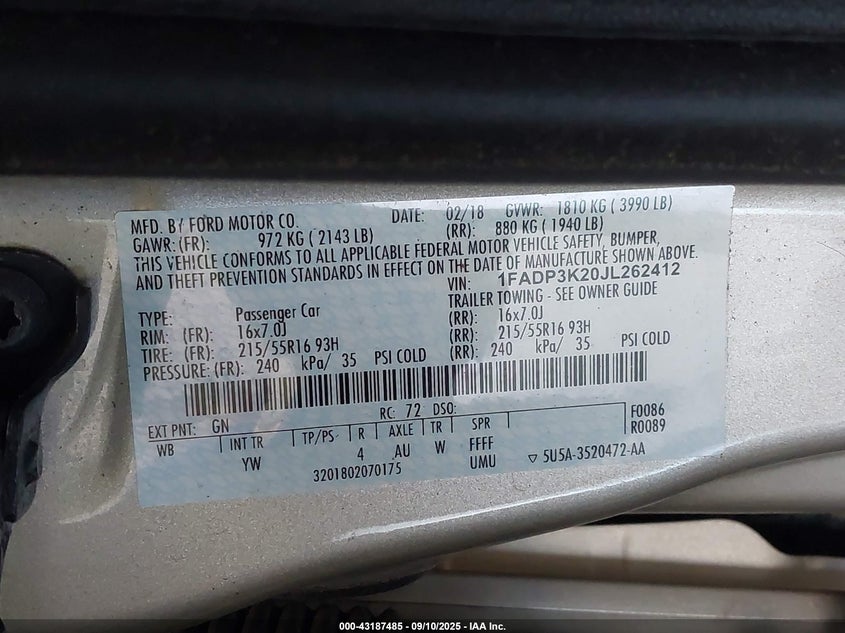 MFD. BY FORD MOTOR CO. DATE: 02/18 GVWR: 1810 KG ( 3990 LB)
GAWR: (FR): 972 KG ( 2143 LB) (RR): 880 KG ( 1940 LB)
THIS VEHICLE CONFORMS TO ALL APPLICABLE FEDERAL MOTOR VEHICLE SAFETY, BUMPER,
AND THEFT PREVENTION STANDARDS IN EFFECT ON THE DATE OF MANUFACTURE SHOWN ABOVE.
VIN: 1FADP3K20JL262412
TRAILER TOWING - SEE OWNER GUIDE
TYPE: Passenger Car
RIM: (FR): 16x7.0J (RR): 16x7.0J
TIRE: (FR): 215/55R16 93H (RR): 215/55R16 93H
PRESSURE: (FR): 240 kPa/ 35 PSI COLD (RR): 240 kPa/ 35 PSI COLD
EXT PNT: GN RC: 72 DSO: F0086
WB INT TR TP/PS R AXLE TR SPR R0089
YW 4 AU W FFFF
UMU ▽ 5U5A-3520472-AA
3201802070175
000-43187485 - 09/10/2025 - IAA Inc.